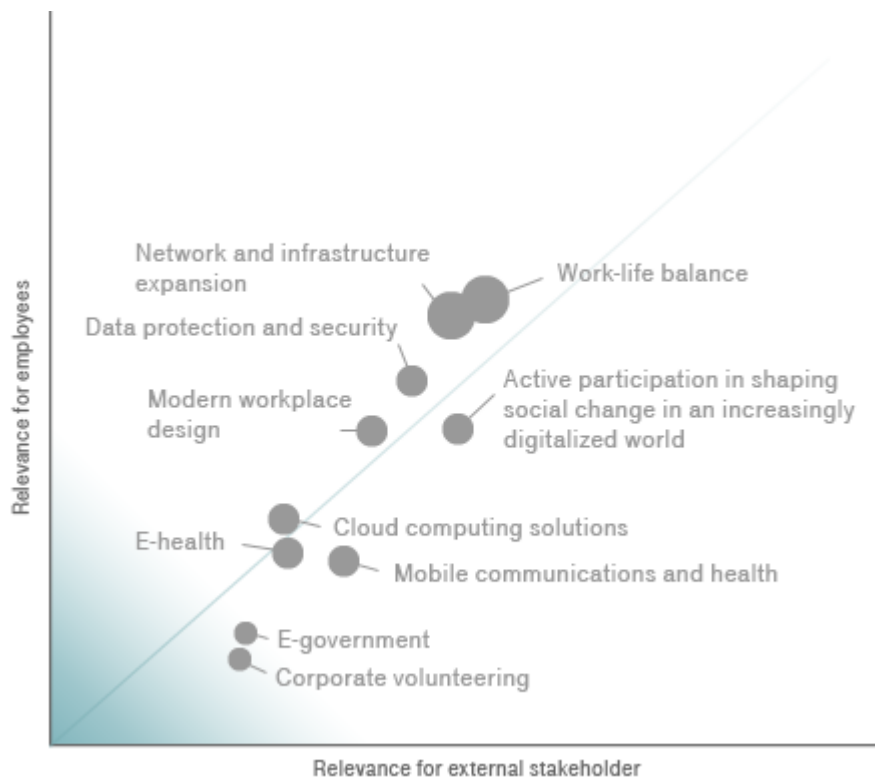 Network and infrastructure
expansion
Work-life balance
Data protection and security
Active participation in shaping
social change in an increasingly
digitalized world
Modern workplace
design
Cloud computing solutions
E-health
Mobile communications and health
E-government
Corporate volunteering
Relevance for employees
Relevance for external stakeholder